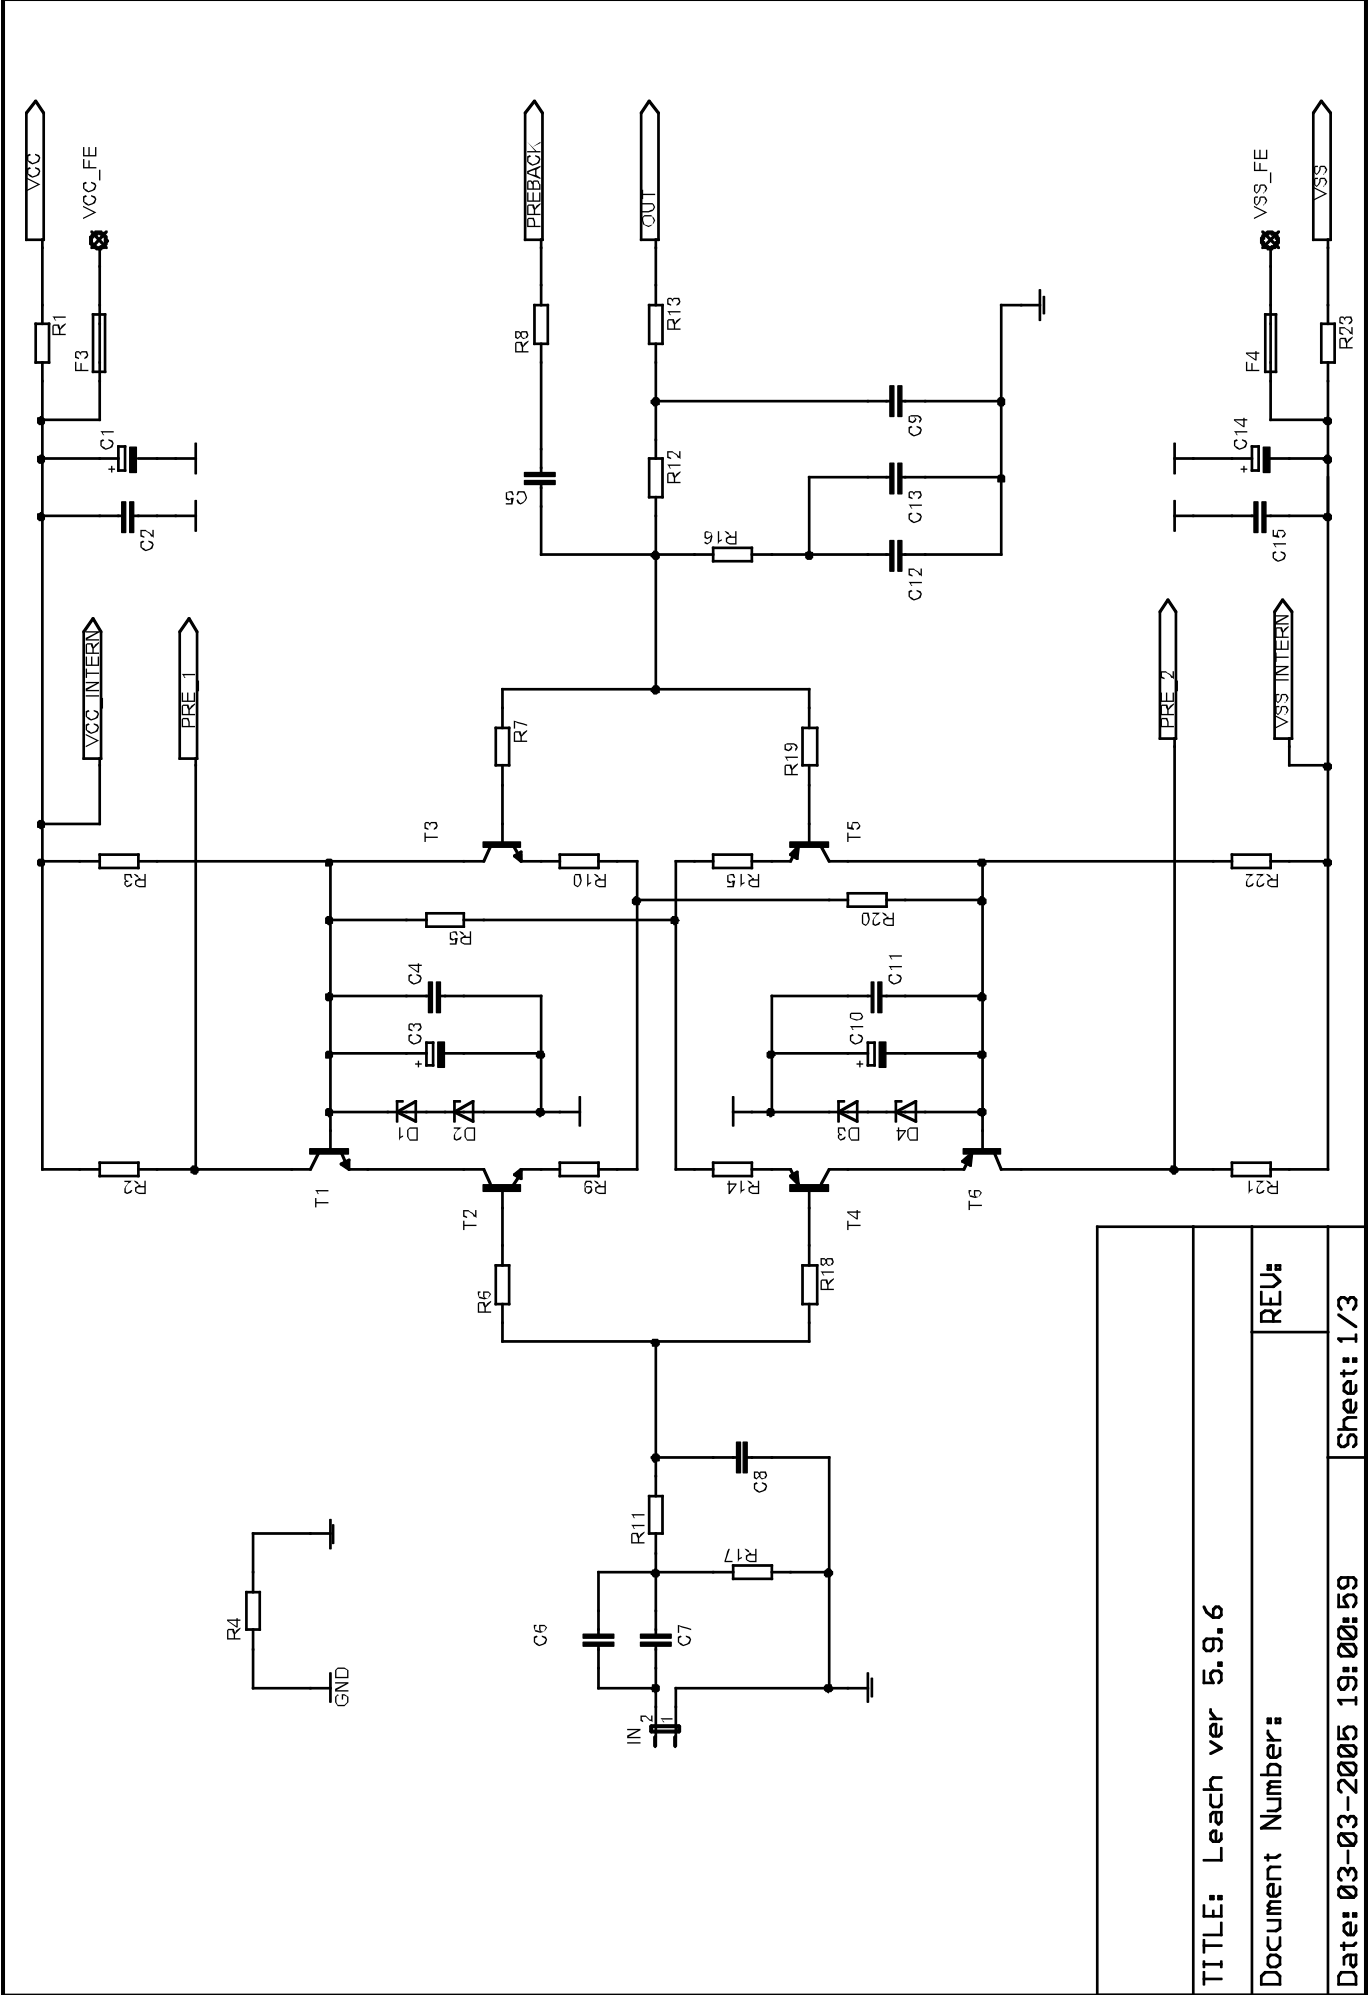 VCC
VCC_FE
R1
F3
C1
+
C2
VCC_INTERN
PRE_1
R3
R2
PREBACK
OUT
R8
R13
C5
R12
R16
C9
C13
C12
R7
R19
T3
T5
R10
R15
R5
R20
C4
C3
+
C11
C10
+
D1
D2
D3
D4
T1
T2
R9
R14
T4
T6
R6
R18
VSS_FE
VSS
F4
R23
C14
+
C15
PRE_2
VSS_INTERN
R22
R21
R4
GND
C6
C7
R11
R17
C8
IN
2
1
TITLE: Leach ver 5.9.6
Document Number:
REV:
Date: 03-03-2005 19:00:59
Sheet: 1/3